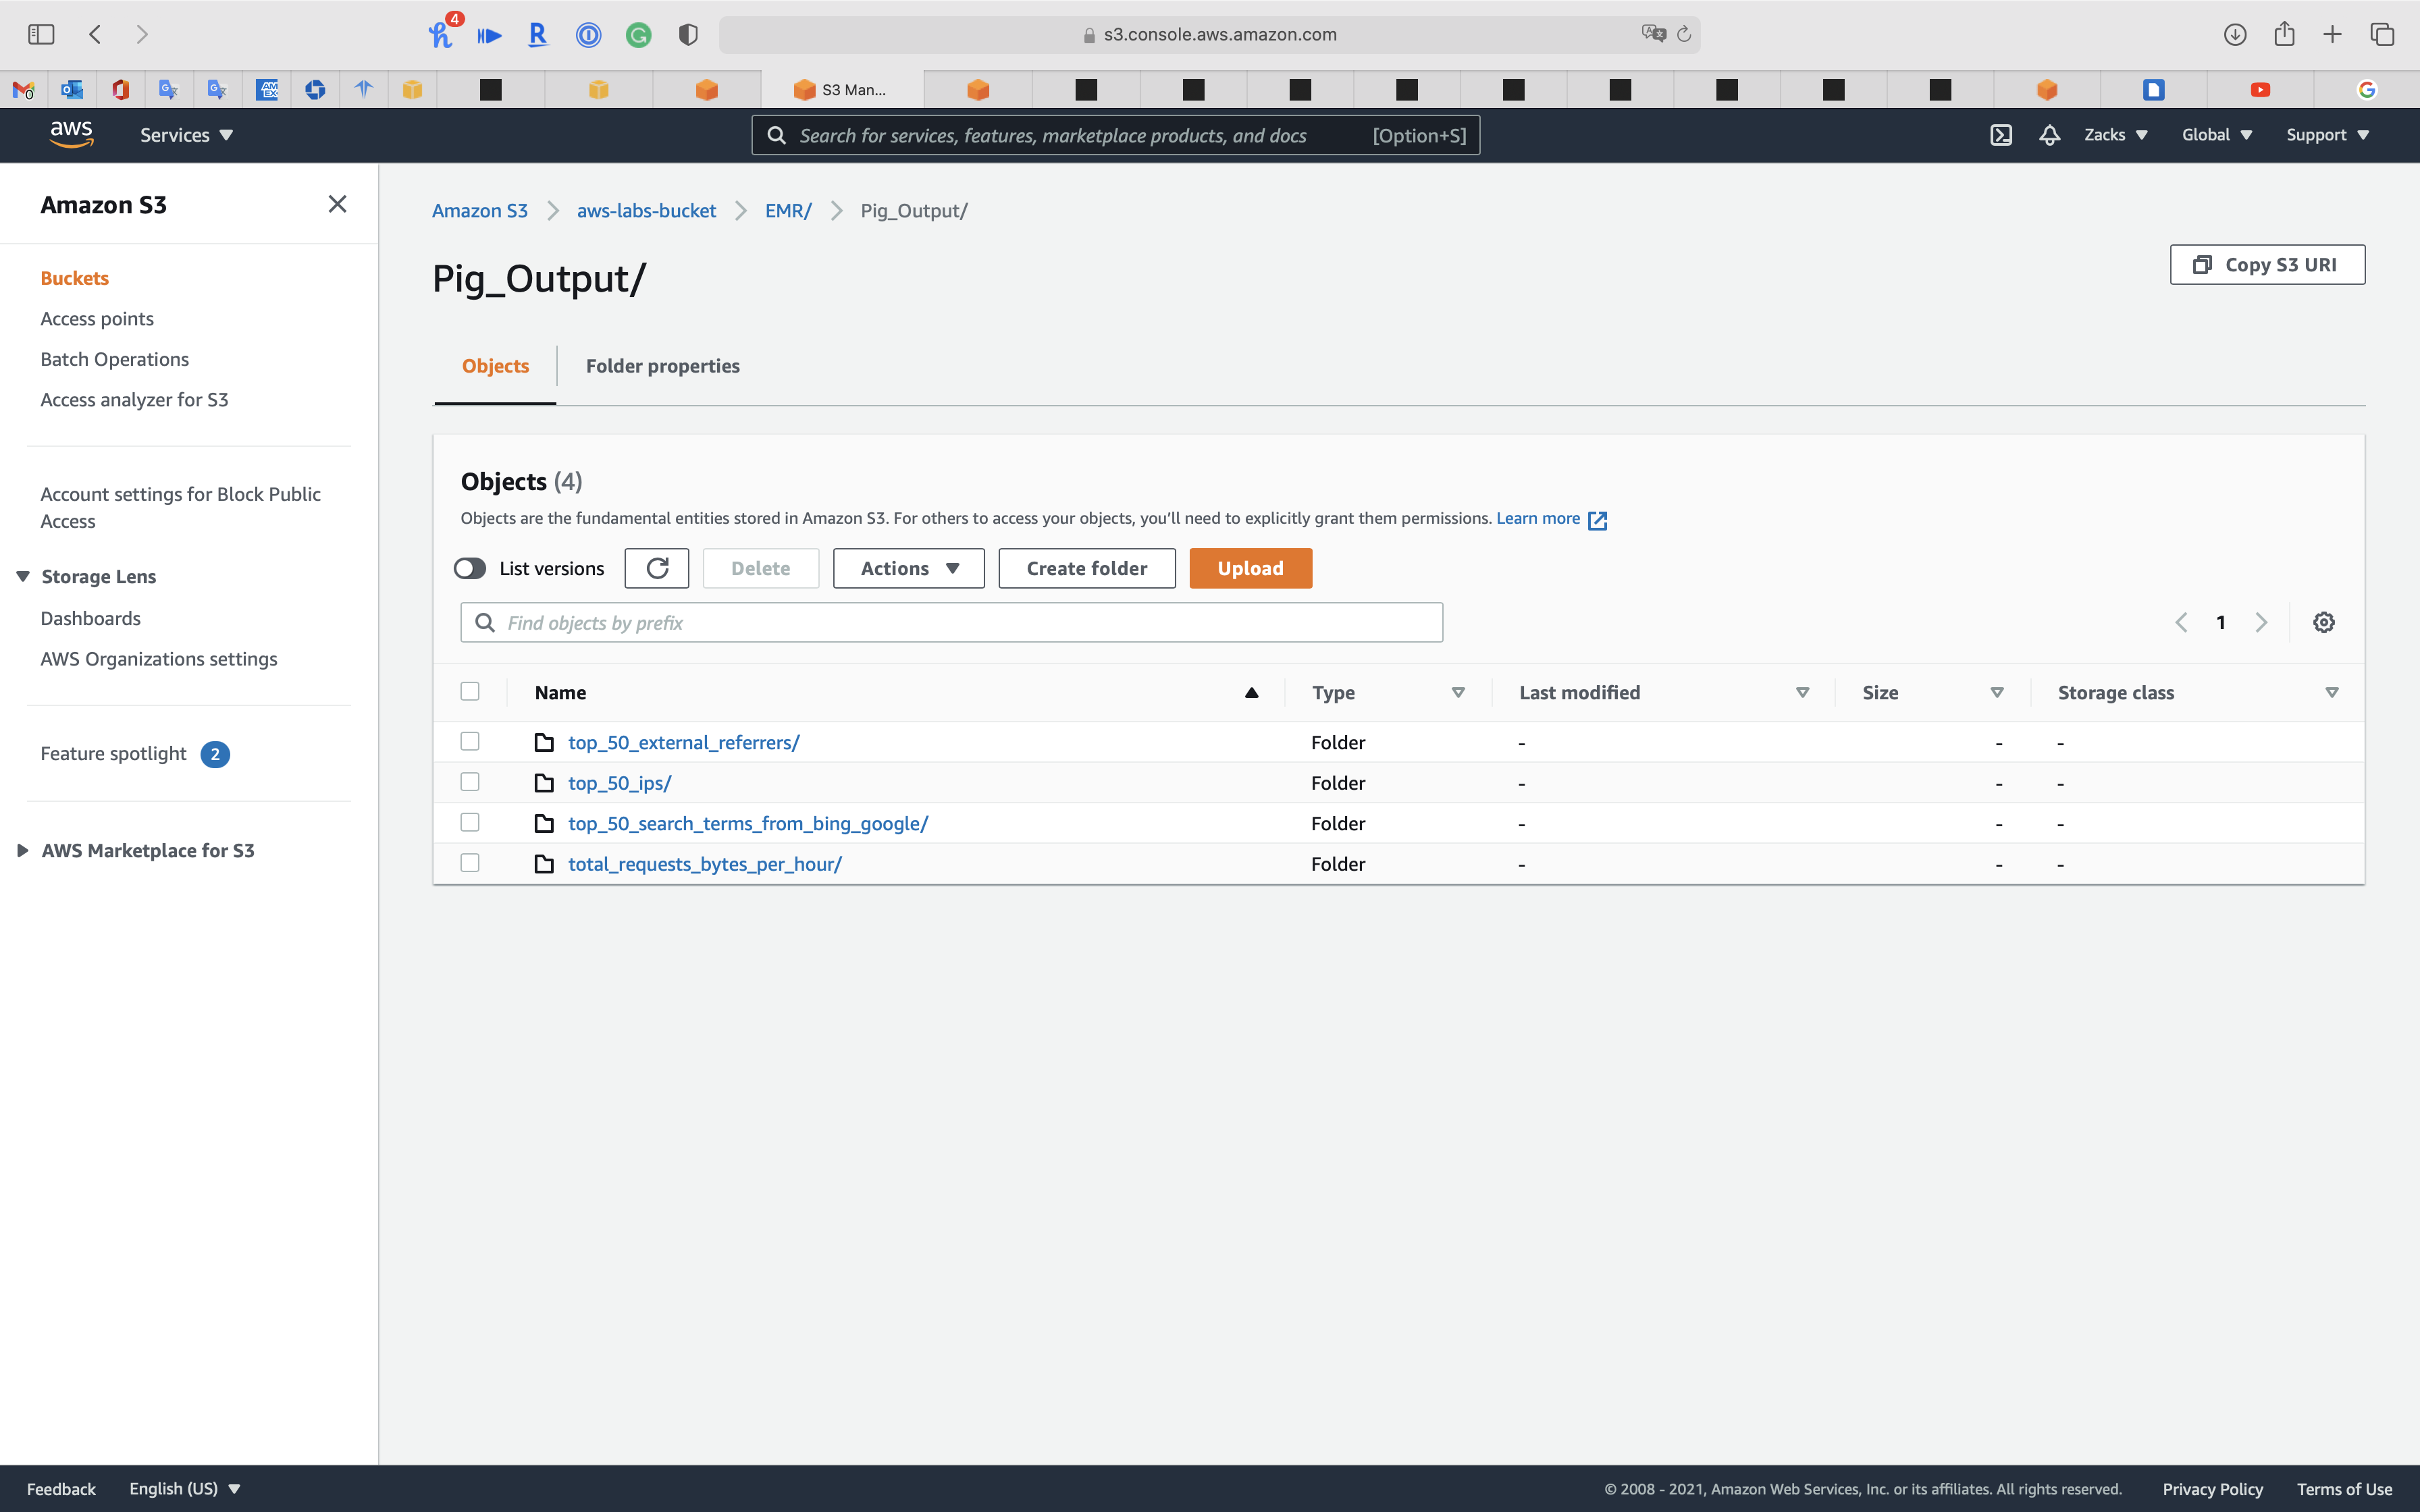 4
s3.console.aws.amazon.com
S3 Man...
aws
Services
Search for services, features, marketplace products, and docs [Option+S]
Zacks
Global
Support
Amazon S3
Buckets
Access points
Batch Operations
Access analyzer for S3
Account settings for Block Public
Access
Storage Lens
Dashboards
AWS Organizations settings
Feature spotlight 2
AWS Marketplace for S3
Amazon S3 aws-labs-bucket EMR/ Pig_Output/
Pig_Output/
Copy S3 URI
Objects Folder properties
Objects (4)
Objects are the fundamental entities stored in Amazon S3. For others to access your objects, you’ll need to explicitly grant them permissions. Learn more
List versions Delete Actions Create folder Upload
Find objects by prefix
1
Name Type Last modified Size Storage class
top_50_external_referrers/ Folder - - -
top_50_ips/ Folder - - -
top_50_search_terms_from_bing_google/ Folder - - -
total_requests_bytes_per_hour/ Folder - - -
Feedback English (US) © 2008 - 2021, Amazon Web Services, Inc. or its affiliates. All rights reserved. Privacy Policy Terms of Use